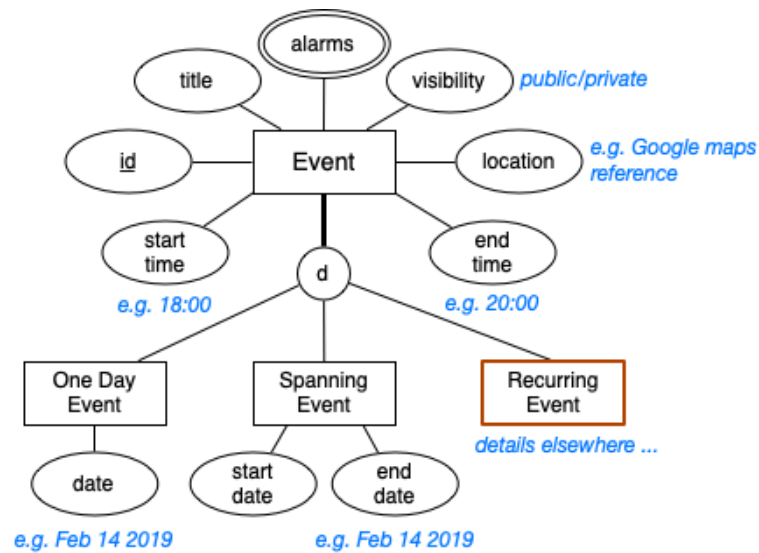 alarms
title
visibility
public/private
id
Event
location
e.g. Google maps
reference
start
time
end
time
d
e.g. 18:00
e.g. 20:00
One Day
Event
Spanning
Event
Recurring
Event
details elsewhere ...
date
start
date
end
date
e.g. Feb 14 2019
e.g. Feb 14 2019